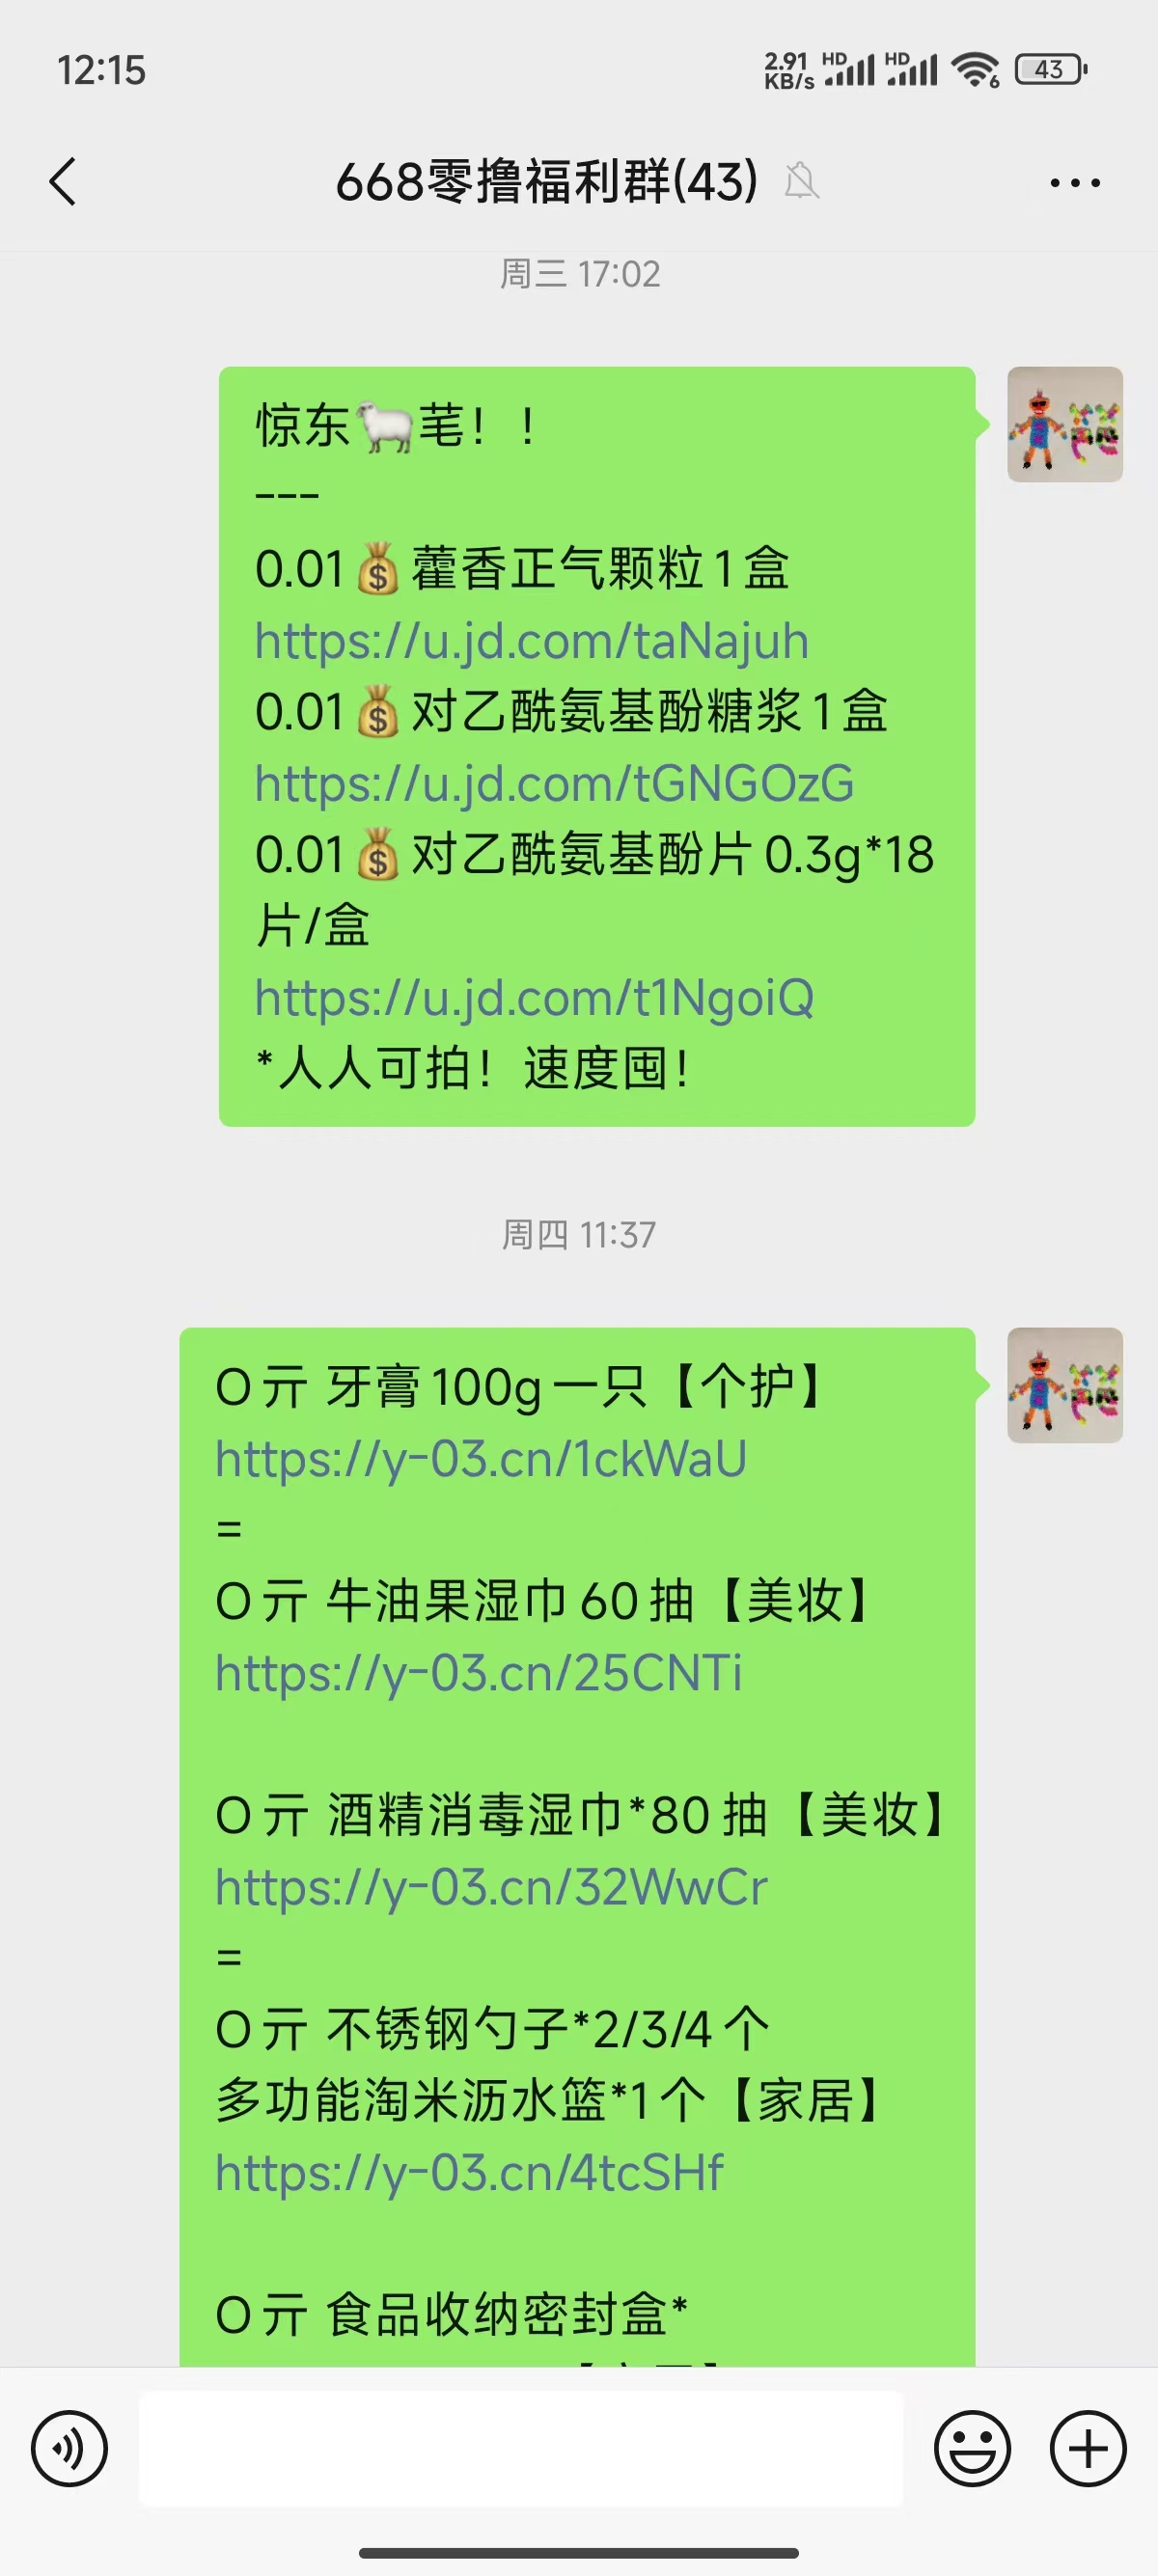 12:15
2.91 KB/s HD HD 6 43
668零撸福利群(43)
周三 17:02
惊东🐑芼！！
---
0.01💰藿香正气颗粒1盒
https://u.jd.com/taNajuh
0.01💰对乙酰氨基酚糖浆1盒
https://u.jd.com/tGNGOzG
0.01💰对乙酰氨基酚片0.3g*18
片/盒
https://u.jd.com/t1NgoiQ
*人人可拍！速度囤！
周四 11:37
O亓 牙膏100g一只【个护】
https://y-03.cn/1ckWaU
=
O亓 牛油果湿巾60抽【美妆】
https://y-03.cn/25CNTi
O亓 酒精消毒湿巾*80抽【美妆】
https://y-03.cn/32WwCr
=
O亓 不锈钢勺子*2/3/4个
多功能淘米沥水篮*1个【家居】
https://y-03.cn/4tcSHf
O亓 食品收纳密封盒*